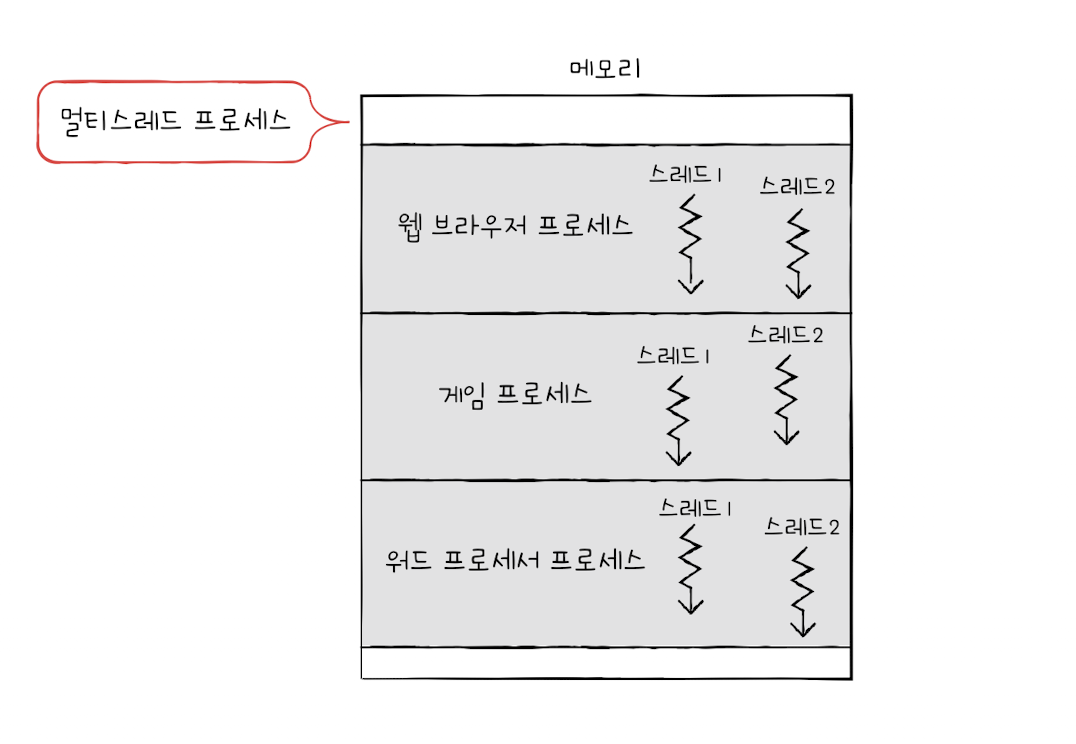 메모리
멀티스레드 프로세스
스레드1
스레드2
웹 브라우저 프로세스
스레드2
스레드1
게임 프로세스
스레드1
스레드2
워드 프로세서 프로세스